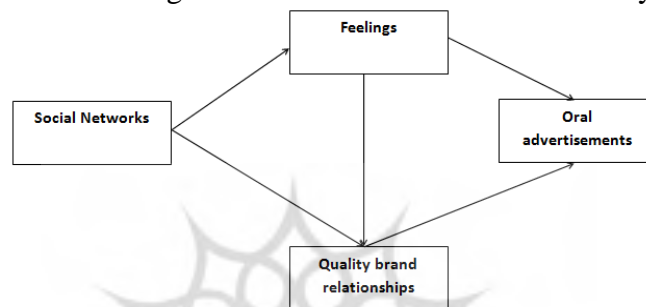 Feelings
Social Networks
Oral
advertisements
Quality brand
relationships